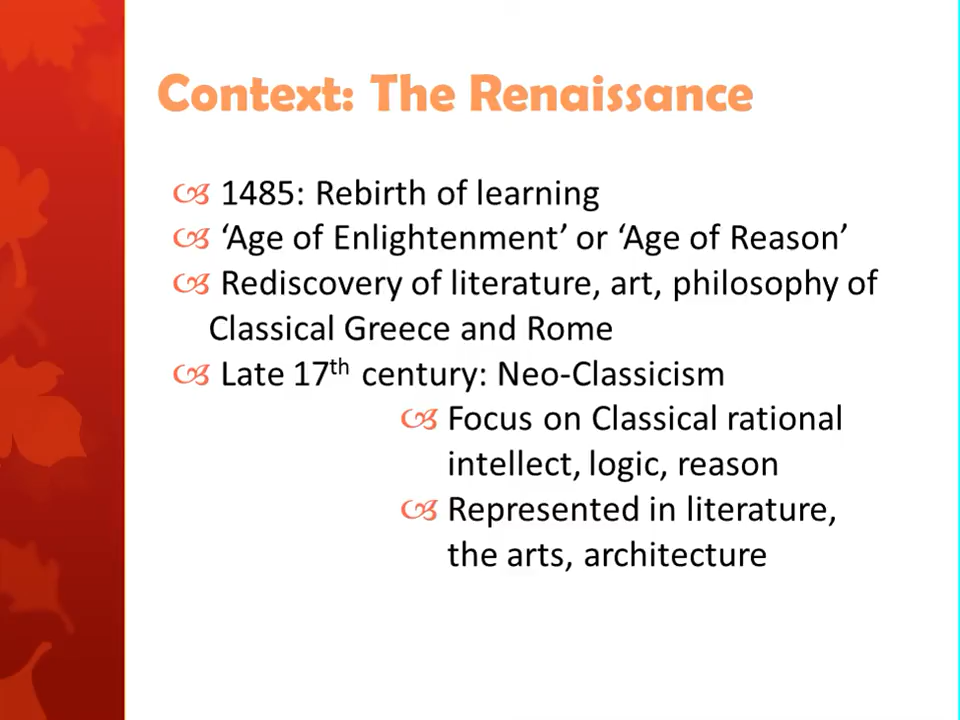 Context: The Renaissance
1485: Rebirth of learning
‘Age of Enlightenment’ or ‘Age of Reason’
Rediscovery of literature, art, philosophy of
Classical Greece and Rome
Late 17th century: Neo-Classicism
Focus on Classical rational
intellect, logic, reason
Represented in literature,
the arts, architecture